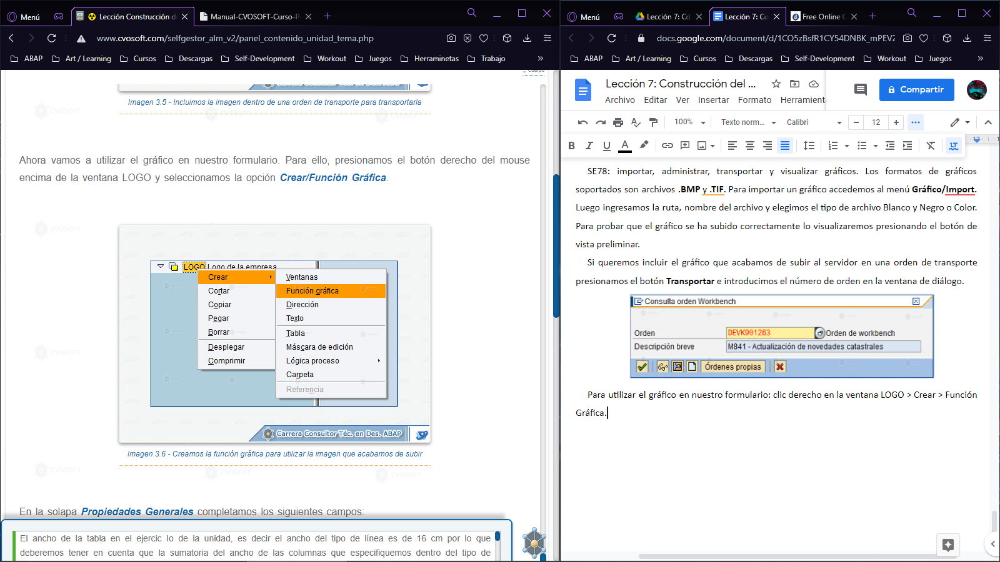 Menú
Lección Construcción d
Manual-CVOSOFT-Curso-P
www.cvosoft.com/selfgestor_alm_v2/panel_contenido_unidad_tema.php
ABAP
Art / Learning
Cursos
Descargas
Self-Development
Workout
Juegos
Herraminetas
Trabajo
»
Cuerpo
Imagen 3.5 - Incluimos la imagen dentro de una orden de transporte para transportarla
Ahora vamos a utilizar el gráfico en nuestro formulario. Para ello, presionamos el botón derecho del mouse
encima de la ventana LOGO y seleccionamos la opción Crear/Función Gráfica.
LOGO Logo de la empresa
Crear
Cortar
Copiar
Pegar
Borrar
Desplegar
Comprimir
Ventanas
Función gráfica
Dirección
Texto
Tabla
Máscara de edición
Lógica proceso
Carpeta
Referencia
Carrera Consultor Téc. en Des. ABAP
Imagen 3.6 - Creamos la función gráfica para utilizar la imagen que acabamos de subir
CVOSOFT
En la solapa Propiedades Generales completamos los siguientes campos:
El ancho de la tabla en el ejercic Io de la unidad, es decir el ancho del tipo de línea es de 16 cm por lo que
deberemos tener en cuenta que la sumatoria del ancho de las columnas que especifiquemos dentro del tipo de
Menú
Lección 7: Cd
Lección 7: Co
Free Online C
docs.google.com/document/d/1CO5zBsfR1CY54DNBK_mPEV2
ABAP
Art / Learning
Cursos
Descargas
Self-Development
Workout
Juegos
»
Lección 7: Construcción del ...
Archivo Editar Ver Insertar Formato Herramient
Compartir
100% Texto norm... Calibri 12
17
SE78: importar, administrar, transportar y visualizar gráficos. Los formatos de gráficos
soportados son archivos .BMP y .TIF. Para importar un gráfico accedemos al menú Gráfico/Import.
Luego ingresamos la ruta, nombre del archivo y elegimos el tipo de archivo Blanco y Negro o Color.
Para probar que el gráfico se ha subido correctamente lo visualizaremos presionando el botón de
vista preliminar.
Si queremos incluir el gráfico que acabamos de subir al servidor en una orden de transporte
presionamos el botón Transportar e introducimos el número de orden en la ventana de diálogo.
Consulta orden Workbench
Orden DEVK901263 Orden de workbench
Descripción breve M841 - Actualización de novedades catastrales
Órdenes propias
Para utilizar el gráfico en nuestro formulario: clic derecho en la ventana LOGO > Crear > Función
Gráfica.